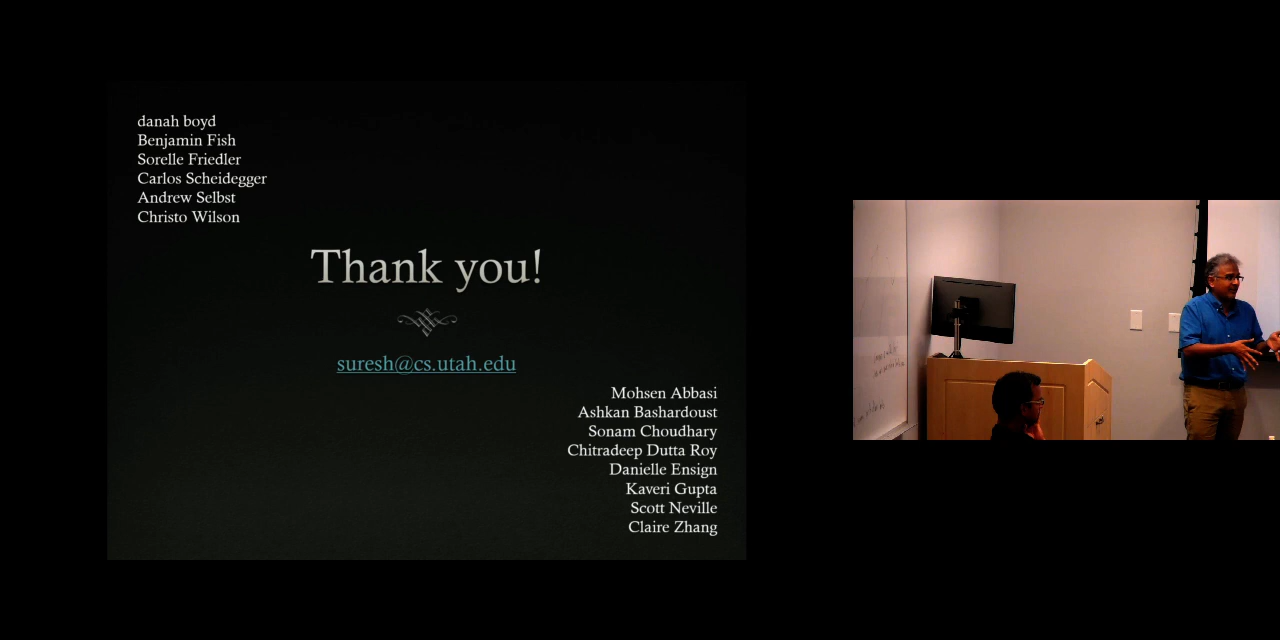 danah boyd
Benjamin Fish
Sorelle Friedler
Carlos Scheidegger
Andrew Selbst
Christo Wilson
Thank you!
suresh@cs.utah.edu
Mohsen Abbasi
Ashkan Bashardoust
Sonam Choudhary
Chitradeep Dutta Roy
Danielle Ensign
Kaveri Gupta
Scott Neville
Claire Zhang